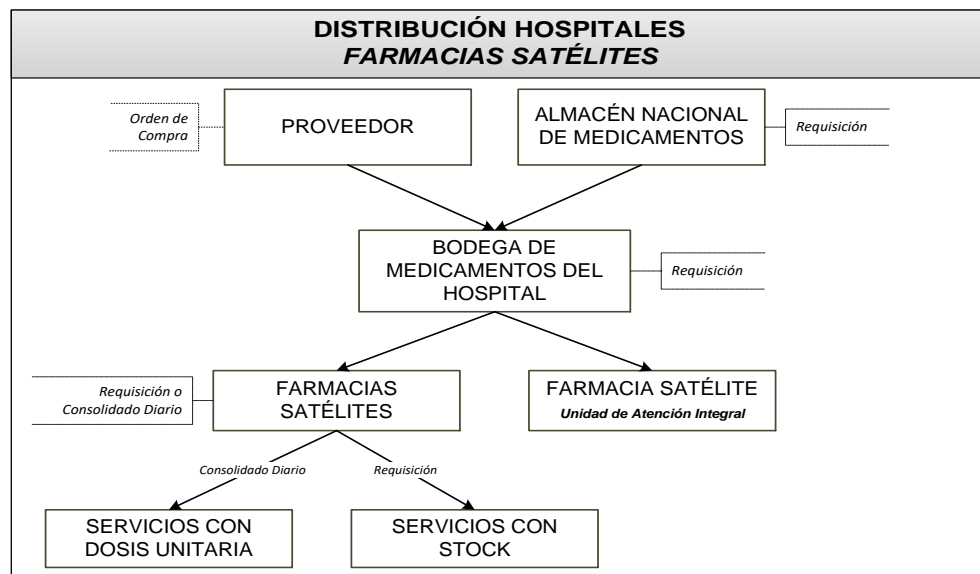 DISTRIBUCIÓN HOSPITALES
FARMACIAS SATÉLITES
Orden de
Compra
PROVEEDOR
ALMACÉN NACIONAL
DE MEDICAMENTOS
Requisición
BODEGA DE
MEDICAMENTOS DEL
HOSPITAL
Requisición
Requisición o
Consolidado Diario
FARMACIAS
SATÉLITES
FARMACIA SATÉLITE
Unidad de Atención Integral
Consolidado Diario
Requisición
SERVICIOS CON
DOSIS UNITARIA
SERVICIOS CON
STOCK